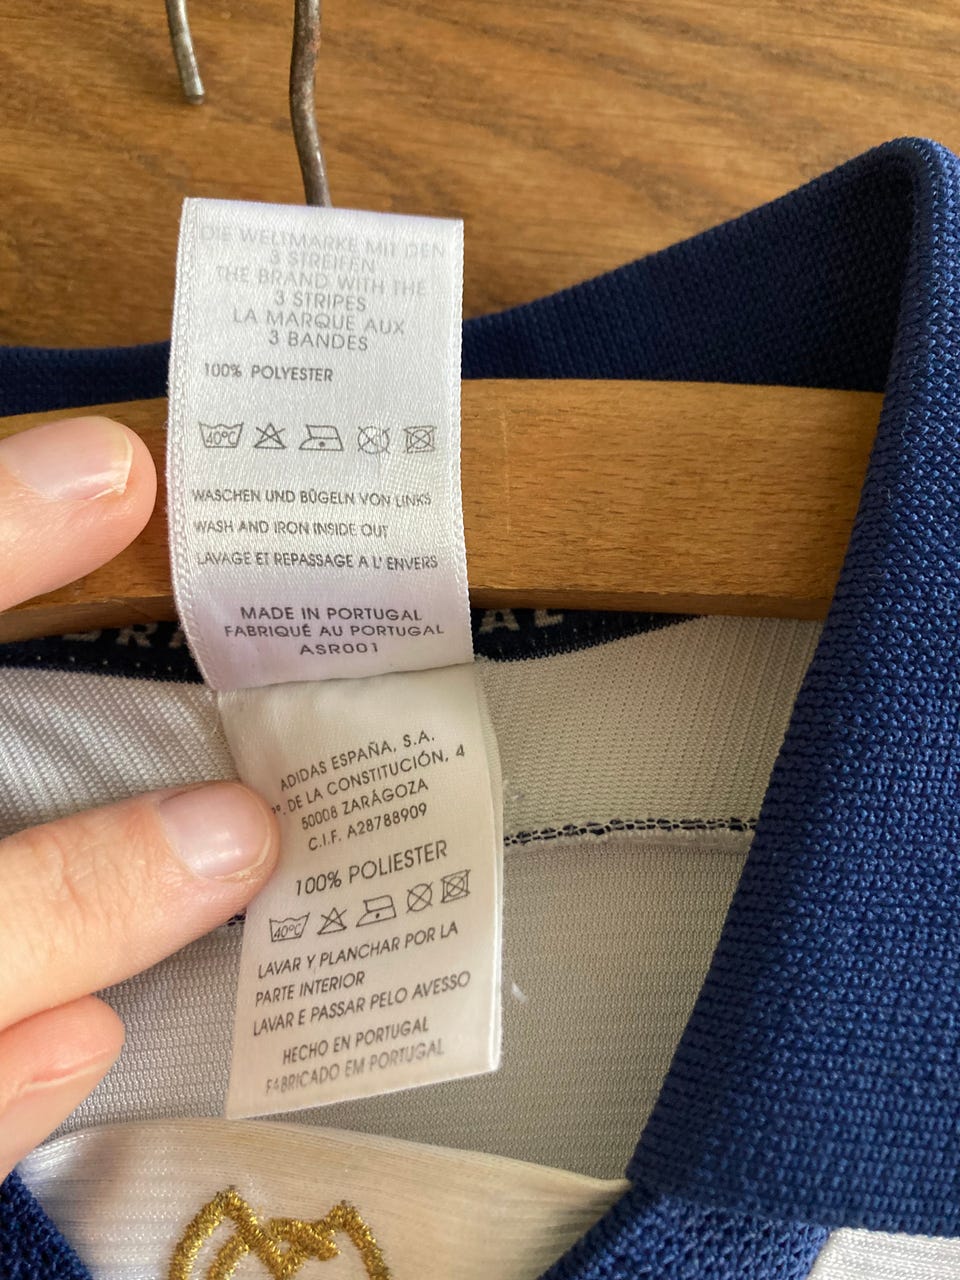 DIE WELTMARKE MIT DEN
3 STREIFEN
THE BRAND WITH THE
3 STRIPES
LA MARQUE AUX
3 BANDES
100% POLYESTER
40°C
WASCHEN UND BÜGELN VON LINKS
WASH AND IRON INSIDE OUT
LAVAGE ET REPASSAGE A L' ENVERS
MADE IN PORTUGAL
FABRIQUÉ AU PORTUGAL
ASR001
ADIDAS ESPAÑA, S.A.
DE LA CONSTITUCIÓN, 4
50008 ZARAGOZA
C.I.F. A28788909
100% POLIESTER
40°C
LAVAR Y PLANCHAR POR LA
PARTE INTERIOR
LAVAR E PASSAR PELO AVESSO
HECHO EN PORTUGAL
FABRICADO EM PORTUGAL